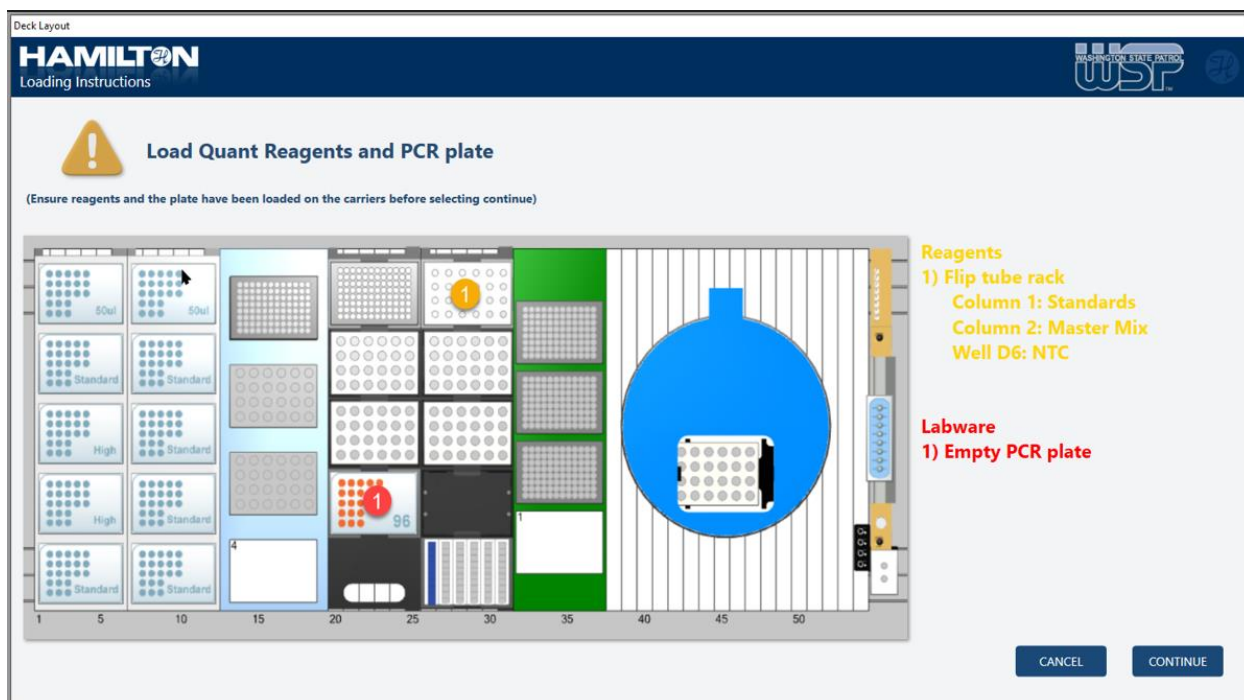 Deck Layout
HAMILTON
Loading Instructions
WASHINGTON STATE PATROL
WSP
TM
Load Quant Reagents and PCR plate
(Ensure reagents and the plate have been loaded on the carriers before selecting continue)
50ul
50ul
1
Standard
Standard
High
Standard
High
Standard
1
96
1
Standard
Standard
4
1 5 10 15 20 25 30 35 40 45 50
Reagents
1) Flip tube rack
Column 1: Standards
Column 2: Master Mix
Well D6: NTC
Labware
1) Empty PCR plate
CANCEL
CONTINUE